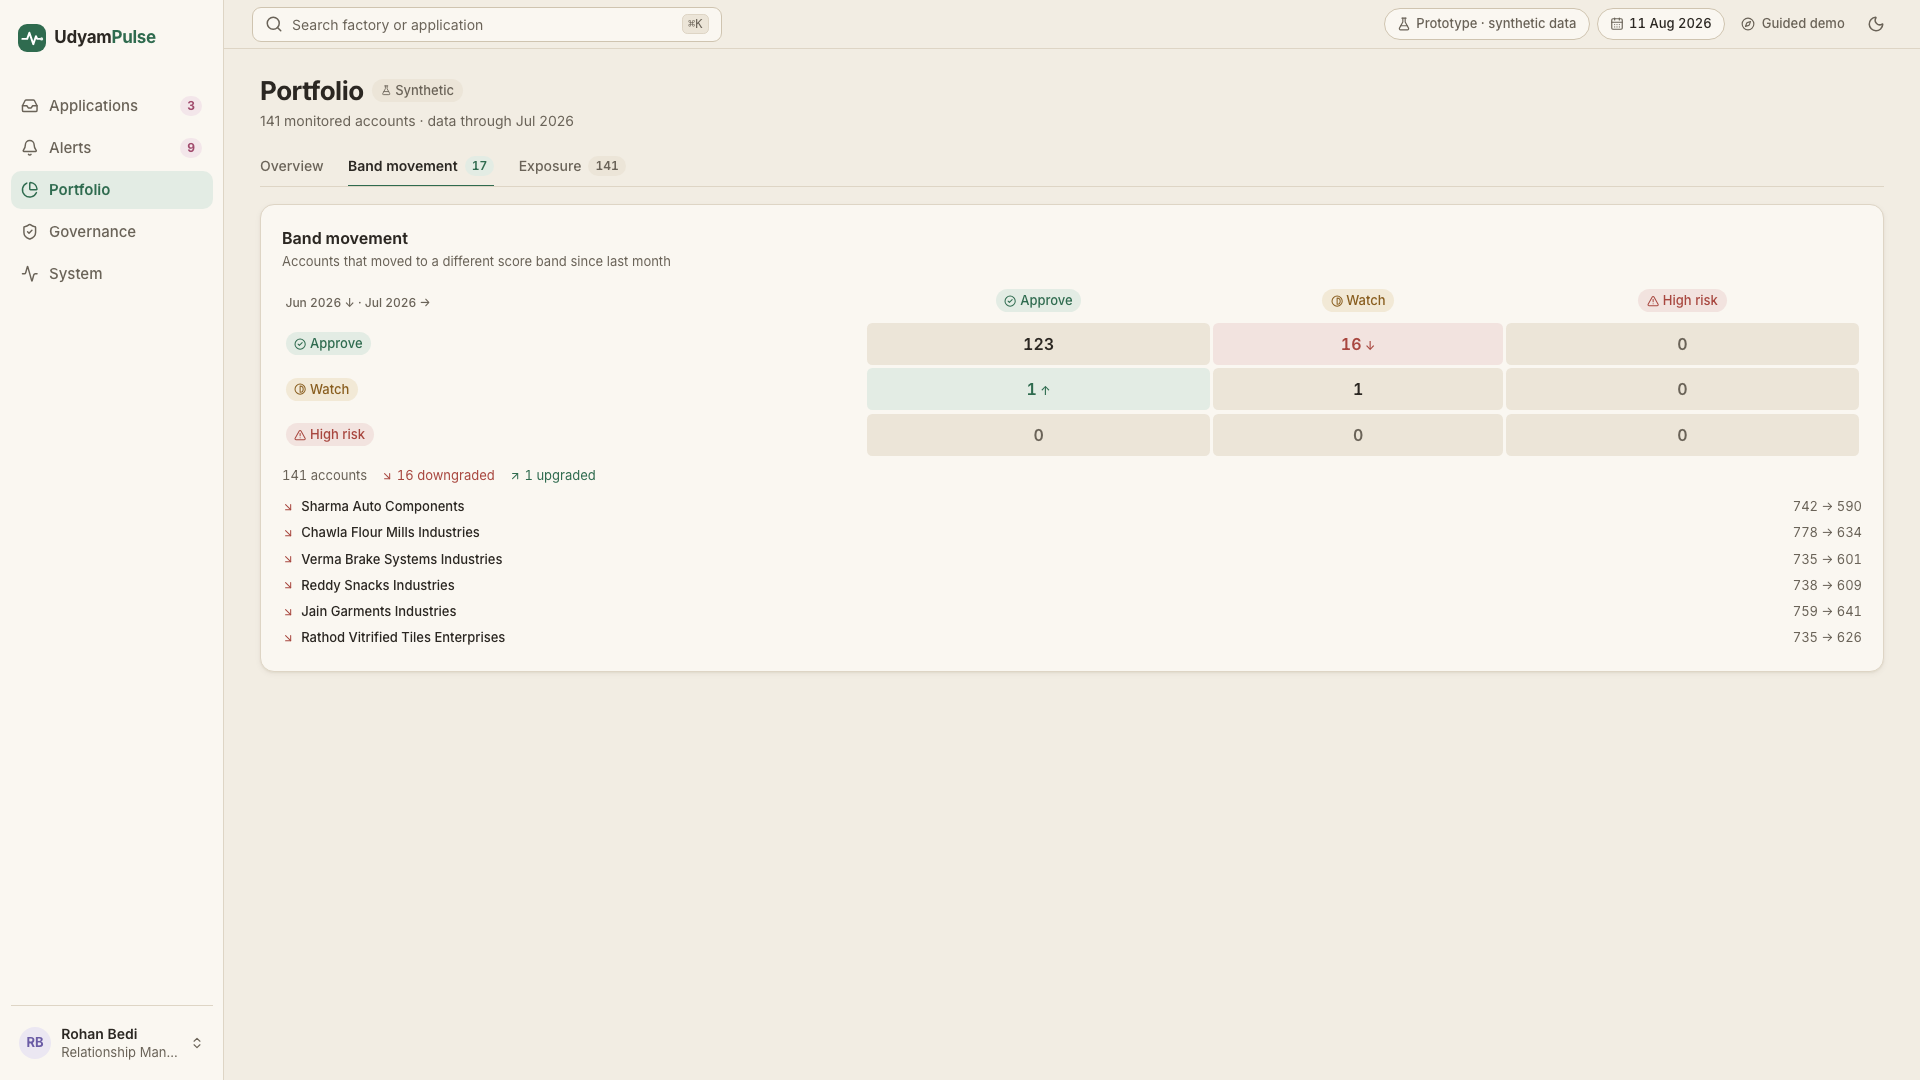 UdyamPulse
Search factory or application ⌘K
Prototype · synthetic data
11 Aug 2026
Guided demo
Applications 3
Alerts 9
Portfolio
Governance
System
Portfolio Synthetic
141 monitored accounts · data through Jul 2026
Overview Band movement 17 Exposure 141
Band movement
Accounts that moved to a different score band since last month
Jun 2026 ↓ · Jul 2026 → Approve Watch High risk
Approve 123 16 ↓ 0
Watch 1 ↑ 1 0
High risk 0 0 0
141 accounts ↘ 16 downgraded ↗ 1 upgraded
↘ Sharma Auto Components 742 → 590
↘ Chawla Flour Mills Industries 778 → 634
↘ Verma Brake Systems Industries 735 → 601
↘ Reddy Snacks Industries 738 → 609
↘ Jain Garments Industries 759 → 641
↘ Rathod Vitrified Tiles Enterprises 735 → 626
RB Rohan Bedi
Relationship Man...